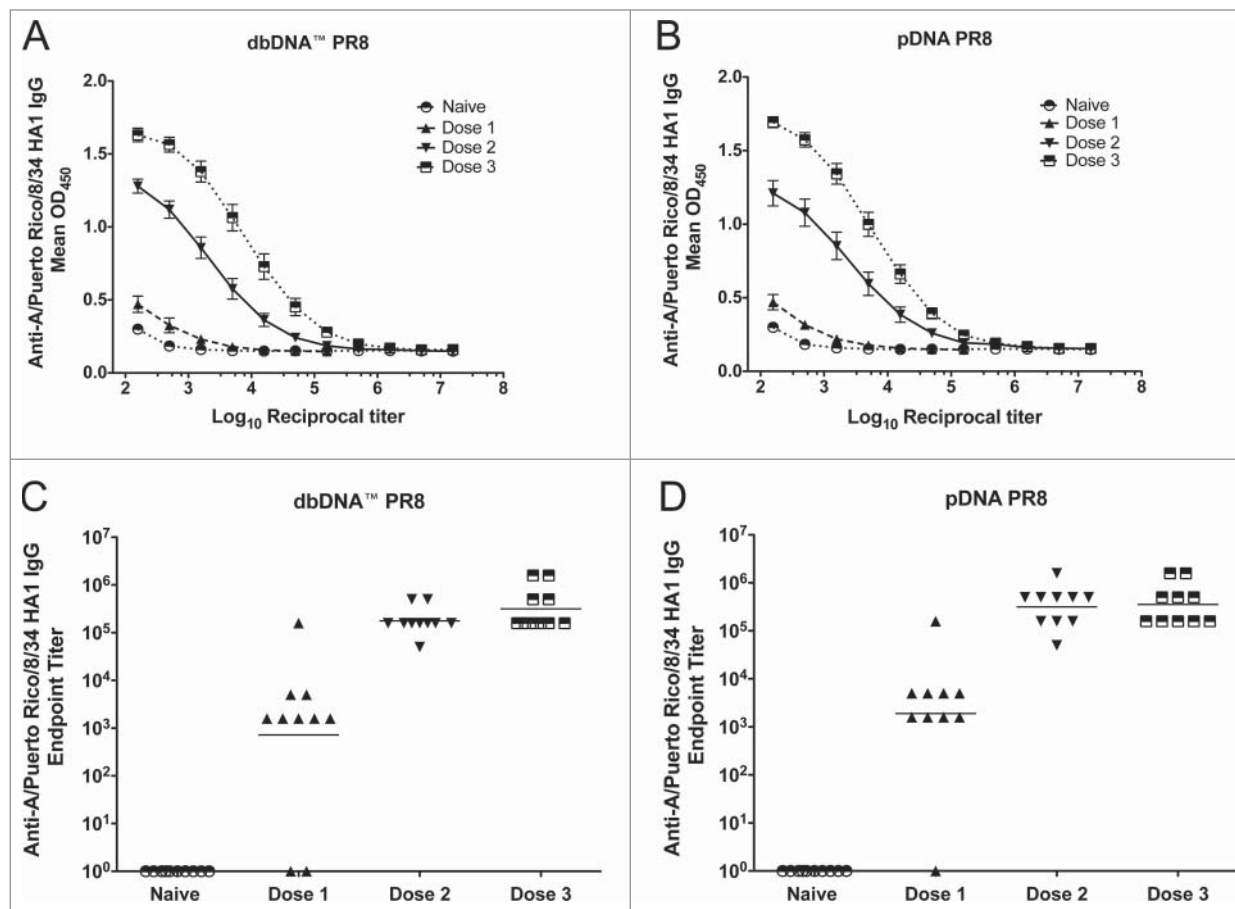 A
dbDNA™ PR8
Anti-A/Puerto Rico/8/34 HA1 IgG
Mean OD450
2.0
1.5
1.0
0.5
0.0
Naive
Dose 1
Dose 2
Dose 3
2 3 4 5 6 7 8
Log10 Reciprocal titer
B
pDNA PR8
Anti-A/Puerto Rico/8/34 HA1 IgG
Mean OD450
2.0
1.5
1.0
0.5
0.0
Naive
Dose 1
Dose 2
Dose 3
2 3 4 5 6 7 8
Log10 Reciprocal titer
C
dbDNA™ PR8
Anti-A/Puerto Rico/8/34 HA1 IgG
Endpoint Titer
10^7
10^6
10^5
10^4
10^3
10^2
10^1
10^0
Naive Dose 1 Dose 2 Dose 3
D
pDNA PR8
Anti-A/Puerto Rico/8/34 HA1 IgG
Endpoint Titer
10^7
10^6
10^5
10^4
10^3
10^2
10^1
10^0
Naive Dose 1 Dose 2 Dose 3